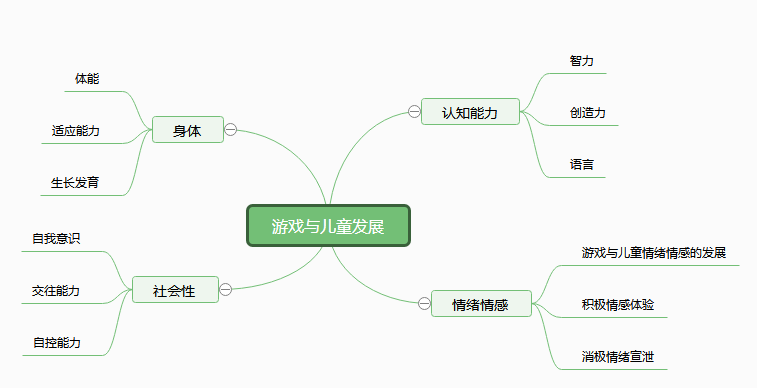 游戏与儿童发展
认知能力
智力
创造力
语言
情绪情感
游戏与儿童情绪情感的发展
积极情感体验
消极情绪宣泄
身体
体能
适应能力
生长发育
社会性
自我意识
交往能力
自控能力